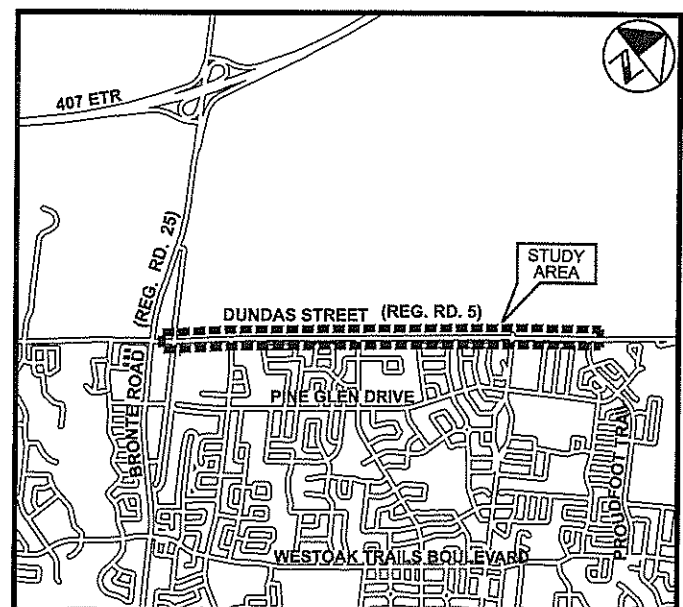 N
407 ETR
(REG. RD. 25)
STUDY
AREA
DUNDAS STREET (REG. RD. 5)
BRONTE ROAD
PINE GLEN DRIVE
PROUDFOOT TRAIL
WESTOAK TRAILS BOULEVARD